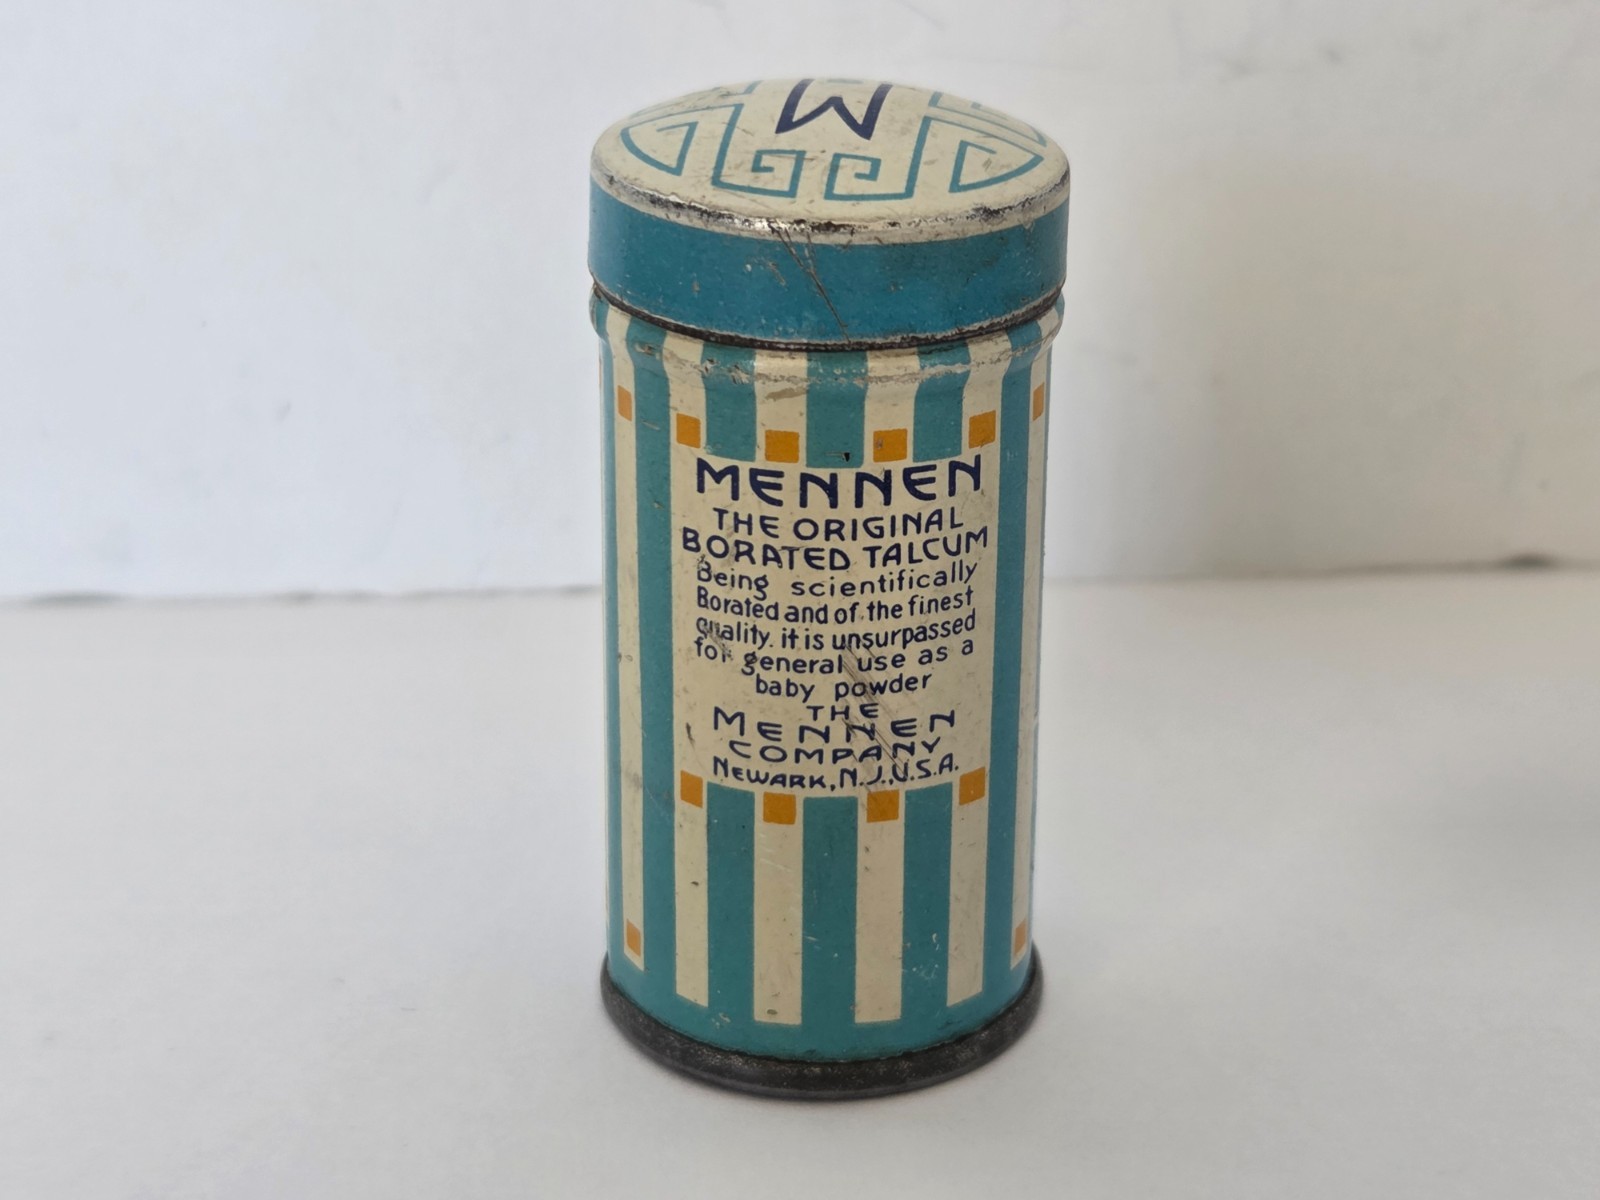 M
MENNEN
THE ORIGINAL
BORATED TALCUM
Being scientifically
Borated and of the finest
quality. it is unsurpassed
for general use as a
baby powder
THE
MENNEN
COMPANY
NEWARK, N.J., U.S.A.